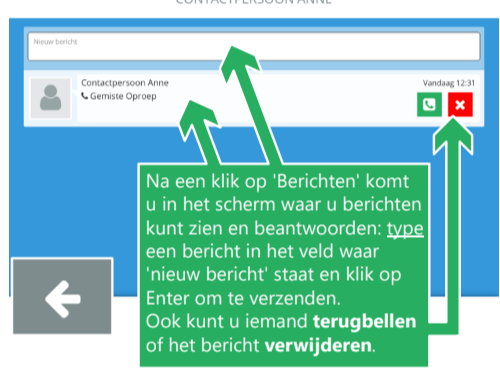 CONTACTPERSOON ANNE
Nieuw bericht
Contactpersoon Anne
Vandaag 12:31
Gemiste Oproep
Na een klik op 'Berichten' komt
u in het scherm waar u berichten
kunt zien en beantwoorden: type
een bericht in het veld waar
'nieuw bericht' staat en klik op
Enter om te verzenden.
Ook kunt u iemand terugbellen
of het bericht verwijderen.